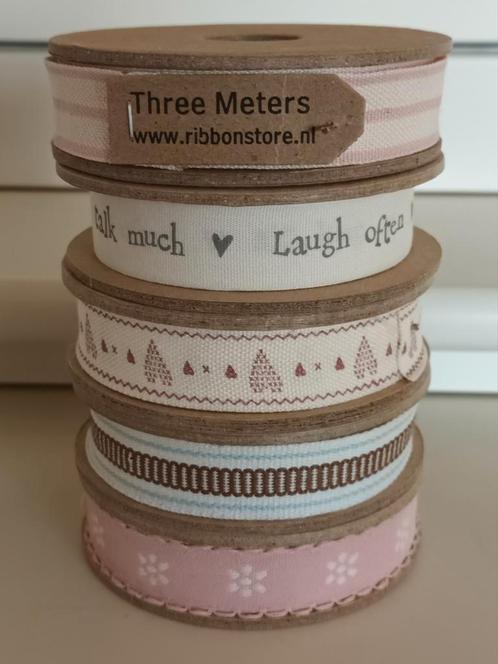 Three Meters
www.ribbonstore.nl
talk much ♥ Laugh often